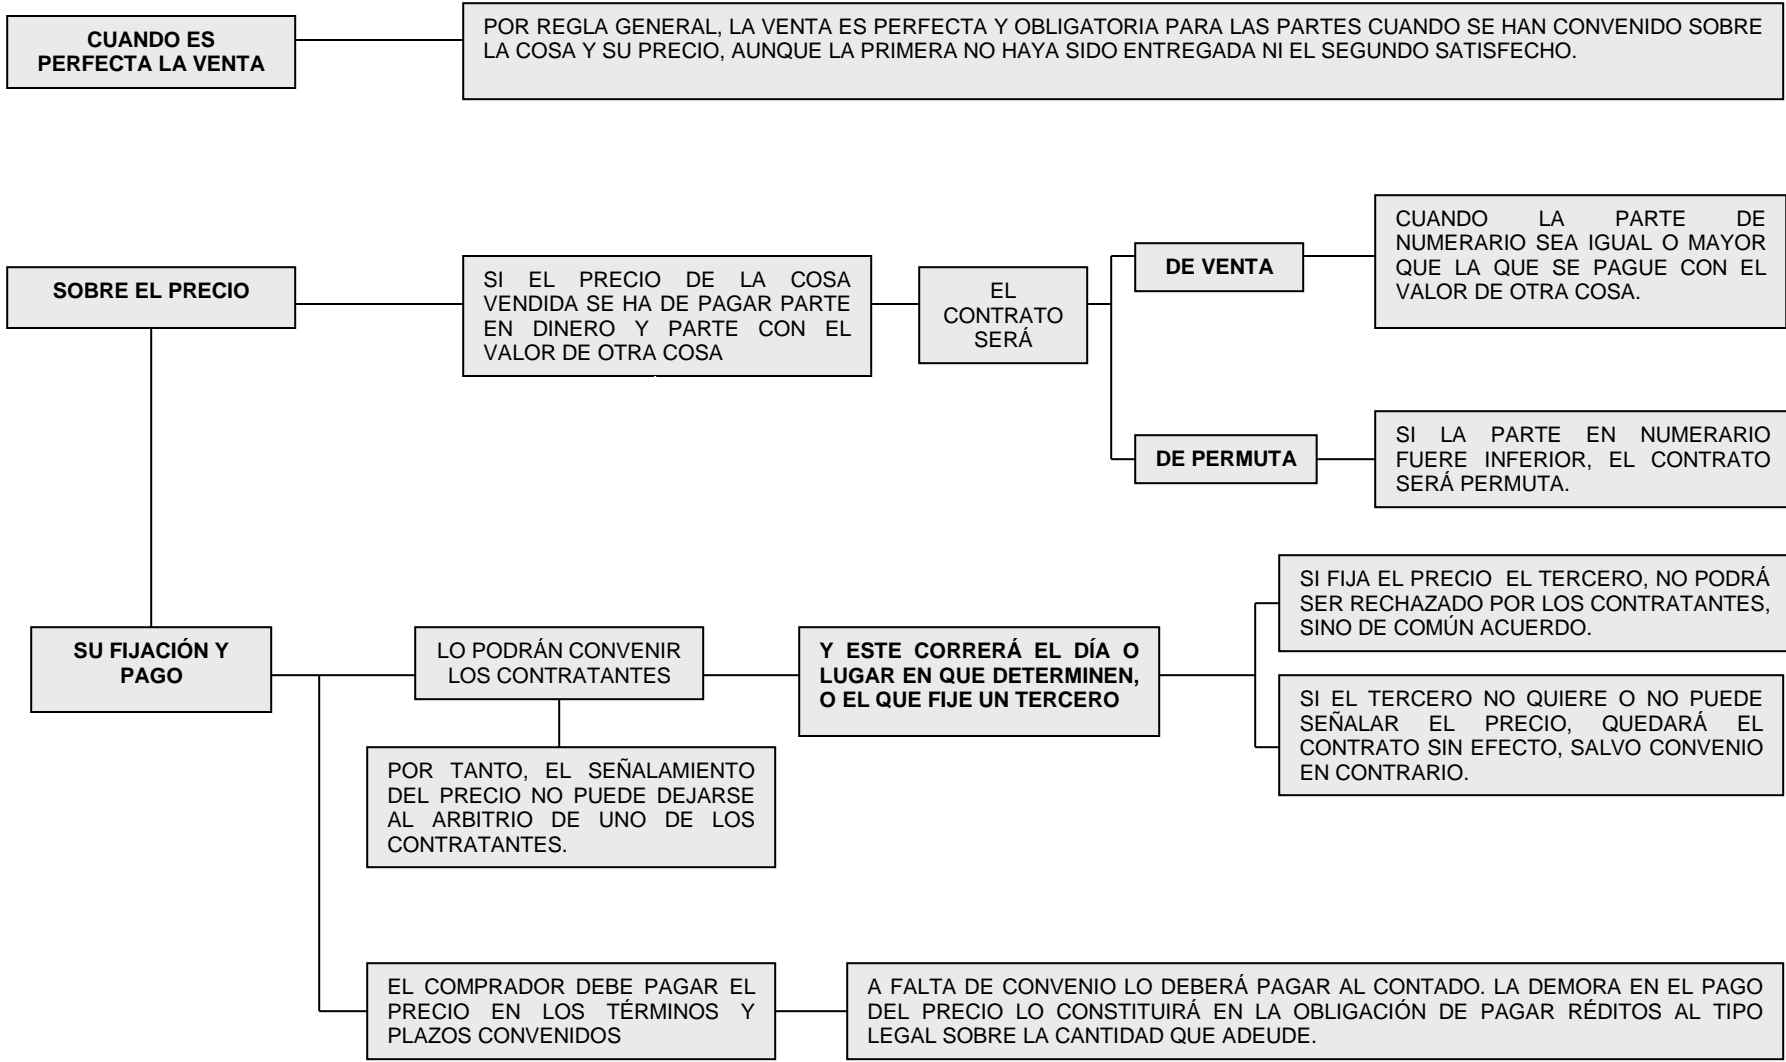 CUANDO ES
PERFECTA LA VENTA
POR REGLA GENERAL, LA VENTA ES PERFECTA Y OBLIGATORIA PARA LAS PARTES CUANDO SE HAN CONVENIDO SOBRE
LA COSA Y SU PRECIO, AUNQUE LA PRIMERA NO HAYA SIDO ENTREGADA NI EL SEGUNDO SATISFECHO.
SOBRE EL PRECIO
SI EL PRECIO DE LA COSA
VENDIDA SE HA DE PAGAR PARTE
EN DINERO Y PARTE CON EL
VALOR DE OTRA COSA
EL
CONTRATO
SERÁ
DE VENTA
CUANDO LA PARTE DE
NUMERARIO SEA IGUAL O MAYOR
QUE LA QUE SE PAGUE CON EL
VALOR DE OTRA COSA.
DE PERMUTA
SI LA PARTE EN NUMERARIO
FUERE INFERIOR, EL CONTRATO
SERÁ PERMUTA.
SU FIJACIÓN Y
PAGO
LO PODRÁN CONVENIR
LOS CONTRATANTES
Y ESTE CORRERÁ EL DÍA O
LUGAR EN QUE DETERMINEN,
O EL QUE FIJE UN TERCERO
SI FIJA EL PRECIO EL TERCERO, NO PODRÁ
SER RECHAZADO POR LOS CONTRATANTES,
SINO DE COMÚN ACUERDO.
SI EL TERCERO NO QUIERE O NO PUEDE
SEÑALAR EL PRECIO, QUEDARÁ EL
CONTRATO SIN EFECTO, SALVO CONVENIO
EN CONTRARIO.
POR TANTO, EL SEÑALAMIENTO
DEL PRECIO NO PUEDE DEJARSE
AL ARBITRIO DE UNO DE LOS
CONTRATANTES.
EL COMPRADOR DEBE PAGAR EL
PRECIO EN LOS TÉRMINOS Y
PLAZOS CONVENIDOS
A FALTA DE CONVENIO LO DEBERÁ PAGAR AL CONTADO. LA DEMORA EN EL PAGO
DEL PRECIO LO CONSTITUIRÁ EN LA OBLIGACIÓN DE PAGAR RÉDITOS AL TIPO
LEGAL SOBRE LA CANTIDAD QUE ADEUDE.